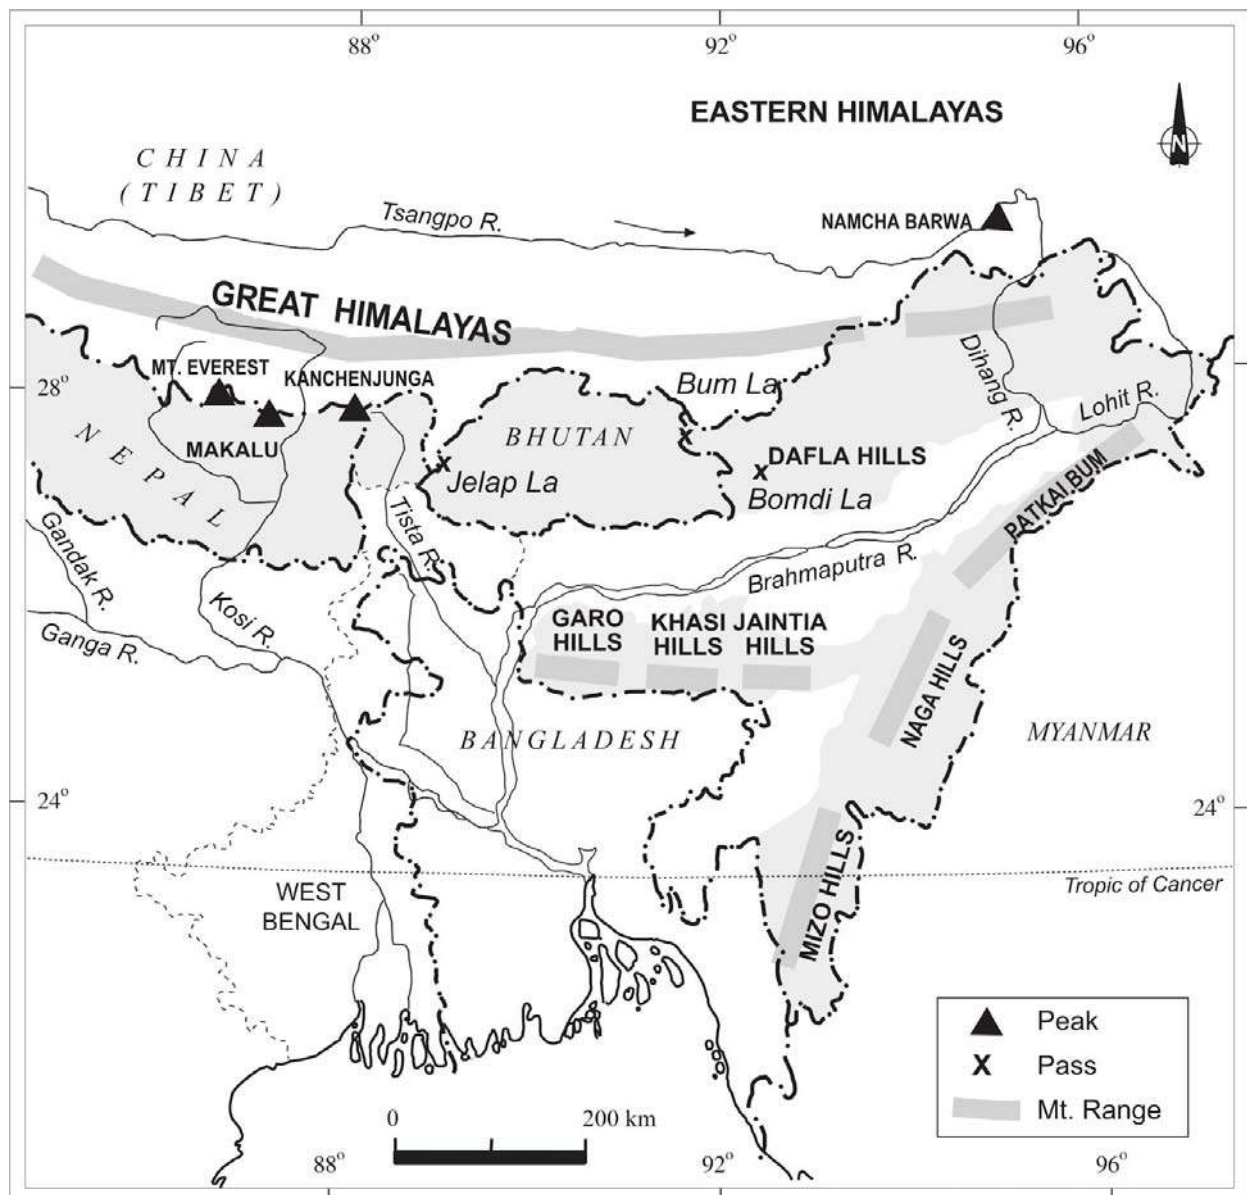 88°
92°
96°
EASTERN HIMALAYAS
N
CHINA
(TIBET)
Tsangpo R.
NAMCHA BARWA
GREAT HIMALAYAS
MT. EVEREST
KANCHENJUNGA
28°
Bum La
Dihang R.
Lohit R.
NEPAL
MAKALU
BHUTAN
DAFLA HILLS
Jelap La
Bomdi La
PATKAI BUM
Tista R.
Gandak R.
Brahmaputra R.
Kosi R.
Ganga R.
GARO
HILLS
KHASI
HILLS
JAINTIA
HILLS
NAGA HILLS
BANGLADESH
MYANMAR
24°
24°
MIZO HILLS
Tropic of Cancer
WEST
BENGAL
Peak
Pass
Mt. Range
0
200 km
88°
92°
96°